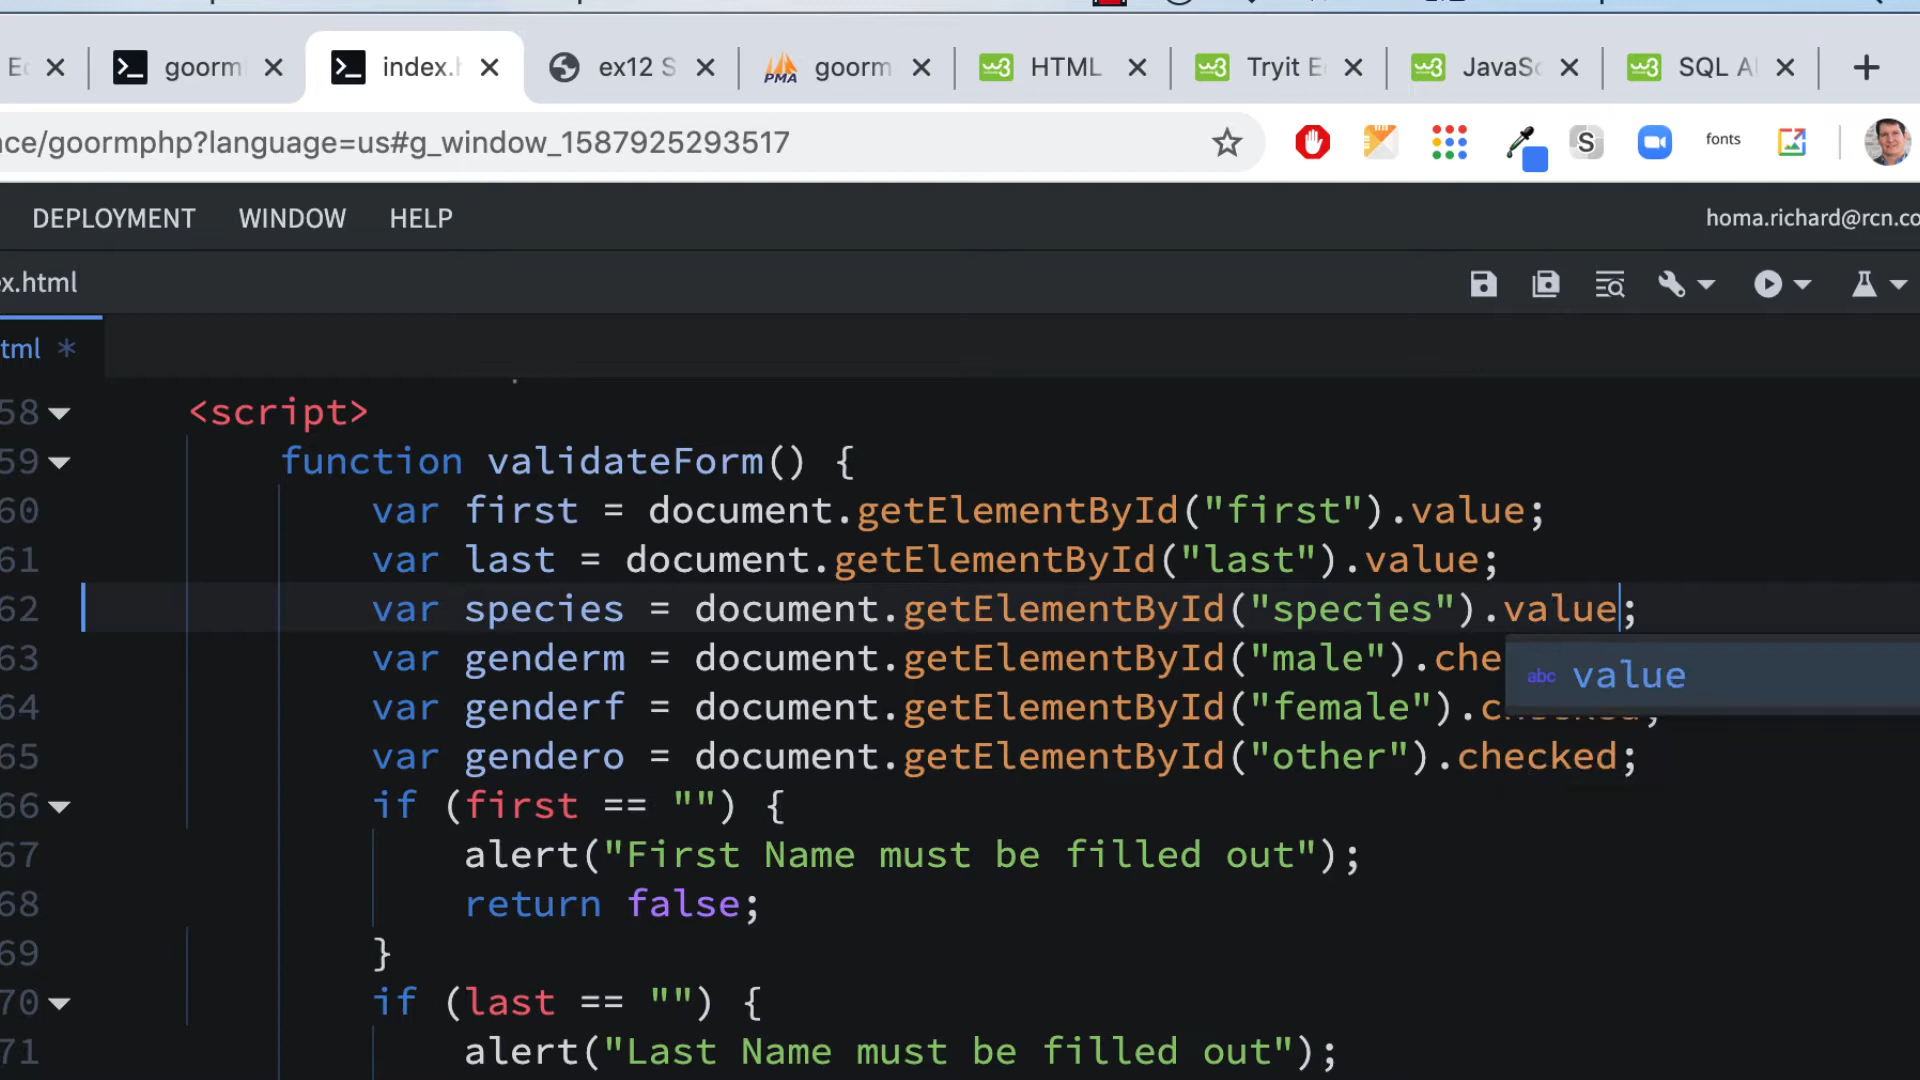 goorm
index.h
ex12 S
PMA
goorm
HTML
Tryit E
JavaSc
SQL A
ace/goormphp?language=us#g_window_1587925293517
S
fonts
DEPLOYMENT WINDOW HELP
homa.richard@rcn.co
ex.html
tml *
58 <script>
59 function validateForm() {
60 var first = document.getElementById("first").value;
61 var last = document.getElementById("last").value;
62 var species = document.getElementById("species").value;
63 var genderm = document.getElementById("male").che
abc value
64 var genderf = document.getElementById("female").checked;
65 var gendero = document.getElementById("other").checked;
66 if (first == "") {
67 alert("First Name must be filled out");
68 return false;
69 }
70 if (last == "") {
71 alert("Last Name must be filled out");